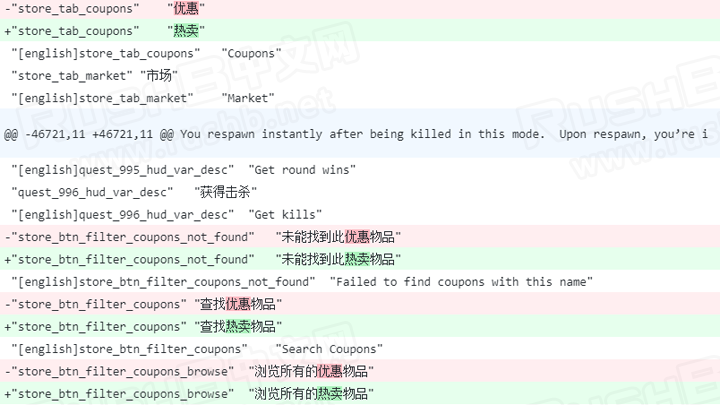 -"store_tab_coupons" "优惠"
+"store_tab_coupons" "热卖"
"[english]store_tab_coupons" "Coupons"
"store_tab_market" "市场"
"[english]store_tab_market" "Market"
@@ -46721,11 +46721,11 @@ You respawn instantly after being killed in this mode. Upon respawn, you’re i
"[english]quest_995_hud_var_desc" "Get round wins"
"quest_996_hud_var_desc" "获得击杀"
"[english]quest_996_hud_var_desc" "Get kills"
-"store_btn_filter_coupons_not_found" "未能找到此优惠物品"
+"store_btn_filter_coupons_not_found" "未能找到此热卖物品"
"[english]store_btn_filter_coupons_not_found" "Failed to find coupons with this name"
-"store_btn_filter_coupons" "查找优惠物品"
+"store_btn_filter_coupons" "查找热卖物品"
"[english]store_btn_filter_coupons" "Search Coupons"
-"store_btn_filter_coupons_browse" "浏览所有的优惠物品"
+"store_btn_filter_coupons_browse" "浏览所有的热卖物品"